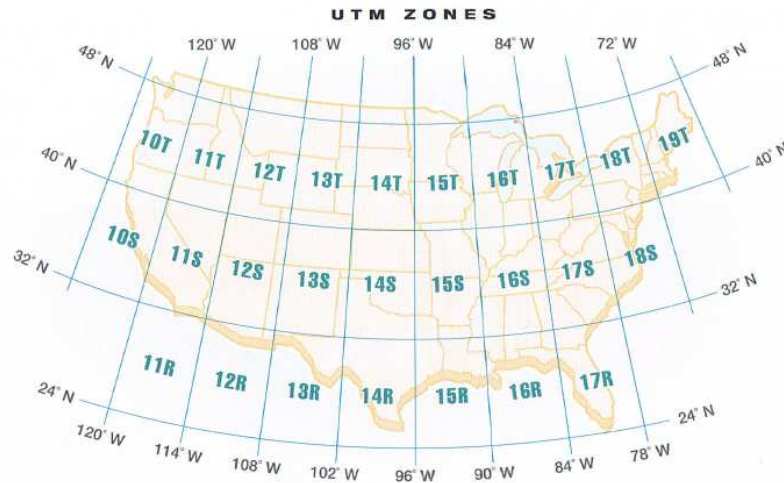 UTM ZONES
120° W 108° W 96° W 84° W 72° W
48° N 48° N
10T 11T 12T 13T 14T 15T 16T 17T 18T 19T
40° N 40° N
10S 11S 12S 13S 14S 15S 16S 17S 18S
32° N 32° N
11R 12R 13R 14R 15R 16R 17R
24° N 24° N
120° W 114° W 108° W 102° W 96° W 90° W 84° W 78° W